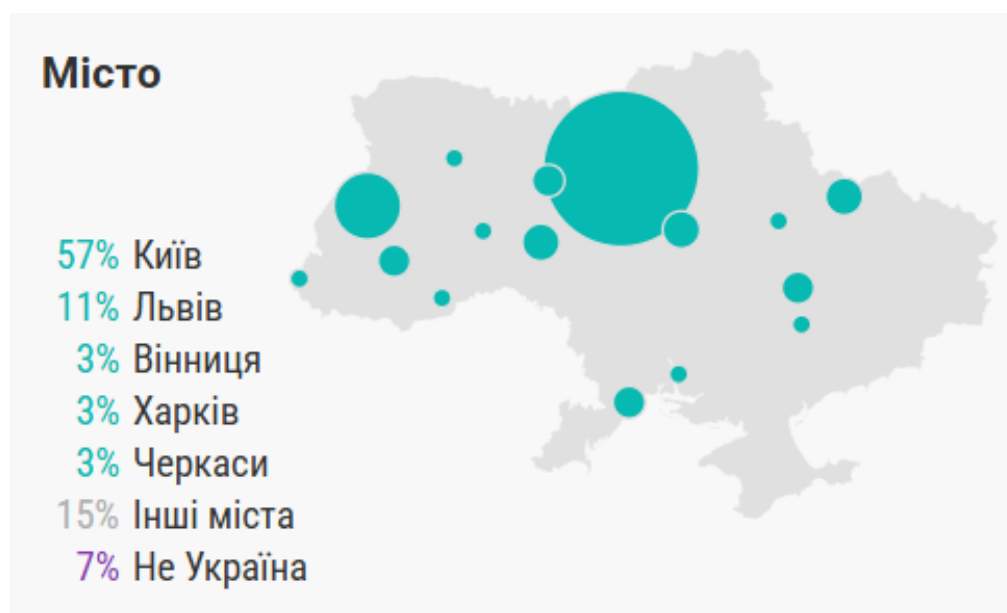 Місто
57% Київ
11% Львів
3% Вінниця
3% Харків
3% Черкаси
15% Інші міста
7% Не Україна